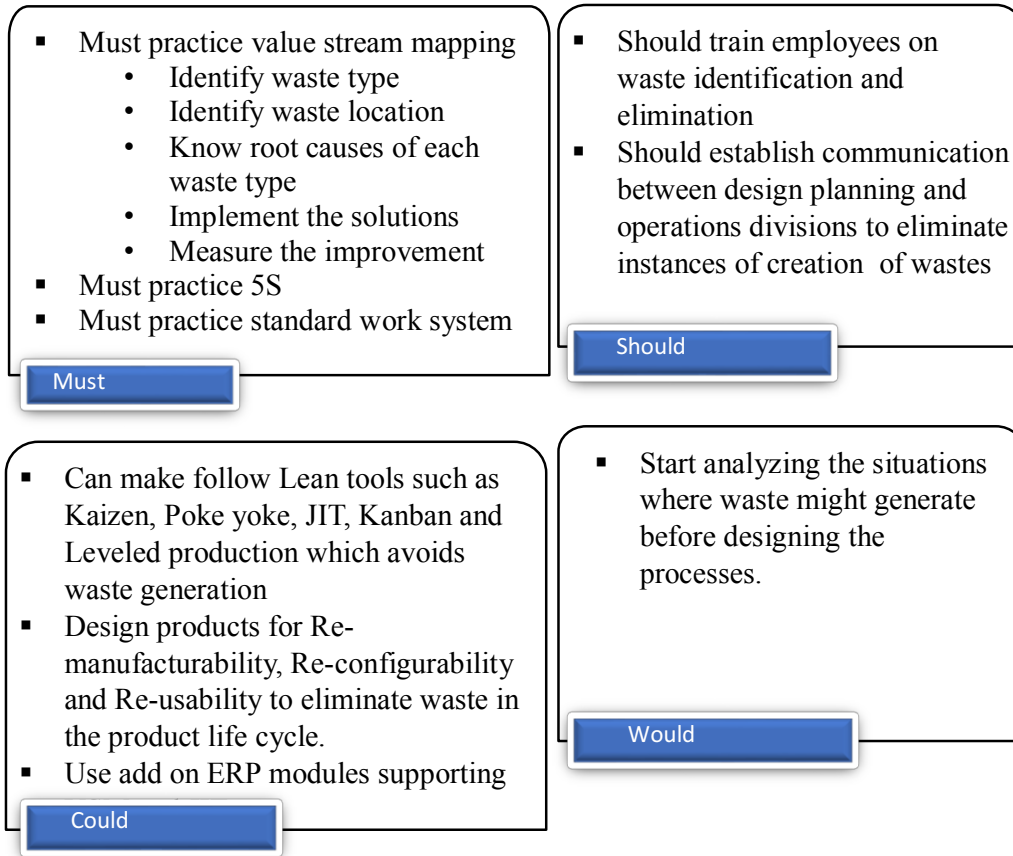 ▪ Must practice value stream mapping
• Identify waste type
• Identify waste location
• Know root causes of each
waste type
• Implement the solutions
• Measure the improvement
▪ Must practice 5S
▪ Must practice standard work system
Must
▪ Should train employees on
waste identification and
elimination
▪ Should establish communication
between design planning and
operations divisions to eliminate
instances of creation of wastes
Should
▪ Can make follow Lean tools such as
Kaizen, Poke yoke, JIT, Kanban and
Leveled production which avoids
waste generation
▪ Design products for Re-
manufacturability, Re-configurability
and Re-usability to eliminate waste in
the product life cycle.
▪ Use add on ERP modules supporting
Could
▪ Start analyzing the situations
where waste might generate
before designing the
processes.
Would